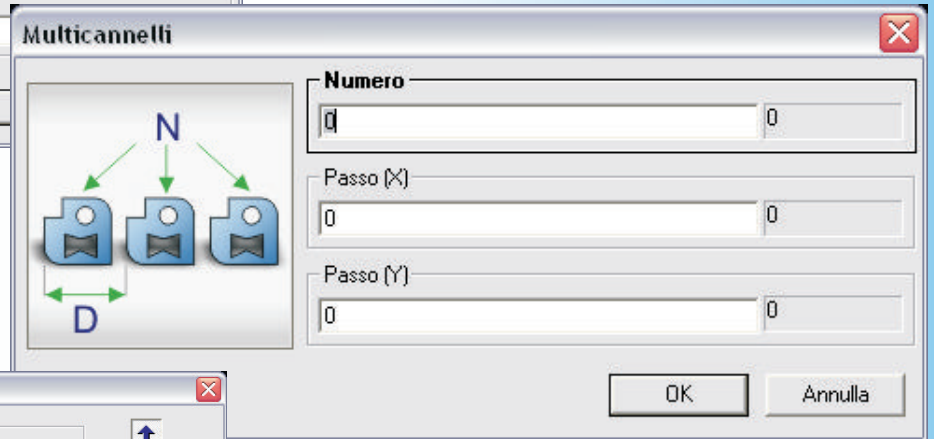 Multicannelli
Numero
0 0
Passo (X)
0 0
Passo (Y)
0 0
N
D
OK Annulla